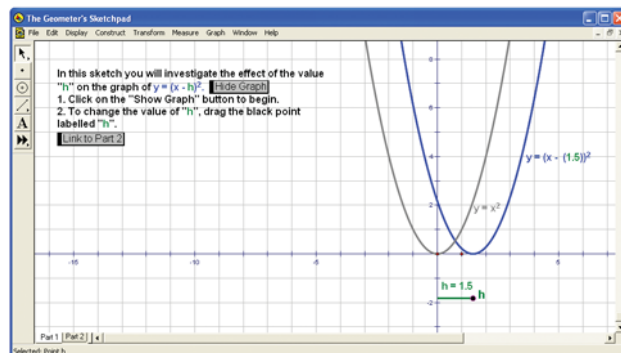 The Geometer's Sketchpad
File Edit Display Construct Transform Measure Graph Window Help
In this sketch you will investigate the effect of the value
"h" on the graph of y = (x - h)². Hide Graph
1. Click on the "Show Graph" button to begin.
2. To change the value of "h", drag the black point
labelled "h".
Link to Part 2
A
8
6
4
y = (x - (1.5))²
2
y = x²
-15 -10 -5 5
h = 1.5
h
-2
Part 1 Part 2
Selected: Point h